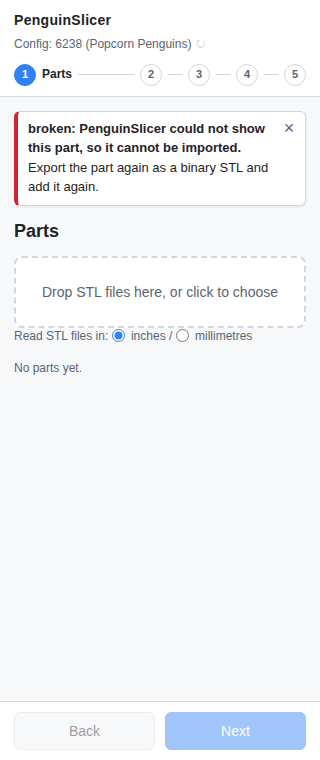 PenguinSlicer
Config: 6238 (Popcorn Penguins)
1 Parts 2 3 4 5
broken: PenguinSlicer could not show
this part, so it cannot be imported.
Export the part again as a binary STL and
add it again.
Parts
Drop STL files here, or click to choose
Read STL files in: inches / millimetres
No parts yet.
Back Next